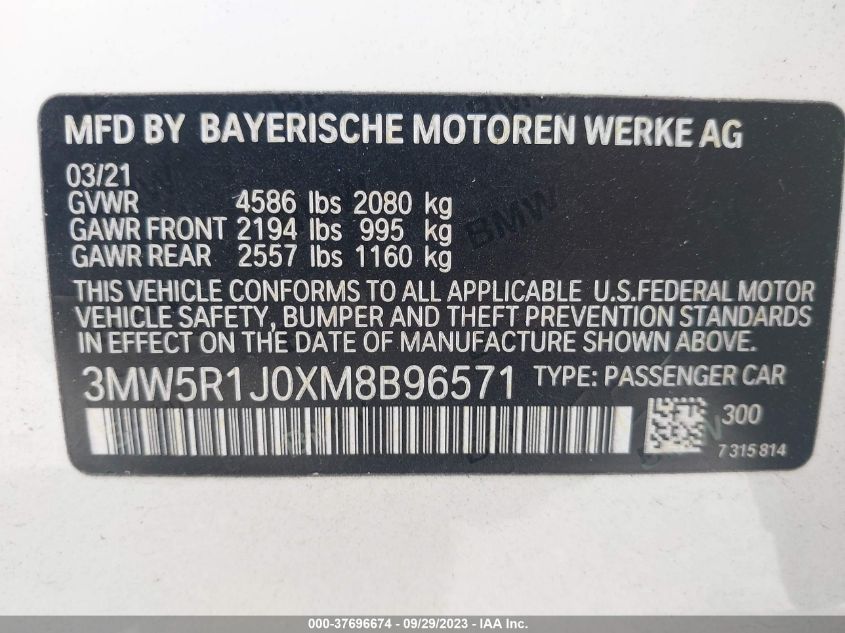 MFD BY BAYERISCHE MOTOREN WERKE AG
03/21
GVWR 4586 lbs 2080 kg
GAWR FRONT 2194 lbs 995 kg
GAWR REAR 2557 lbs 1160 kg
THIS VEHICLE CONFORMS TO ALL APPLICABLE U.S.FEDERAL MOTOR
VEHICLE SAFETY, BUMPER AND THEFT PREVENTION STANDARDS
IN EFFECT ON THE DATE OF MANUFACTURE SHOWN ABOVE.
3MW5R1J0XM8B96571 TYPE: PASSENGER CAR
300
7315814
BMW
000-37696674 / 09/29/2023 - IAA, Inc.